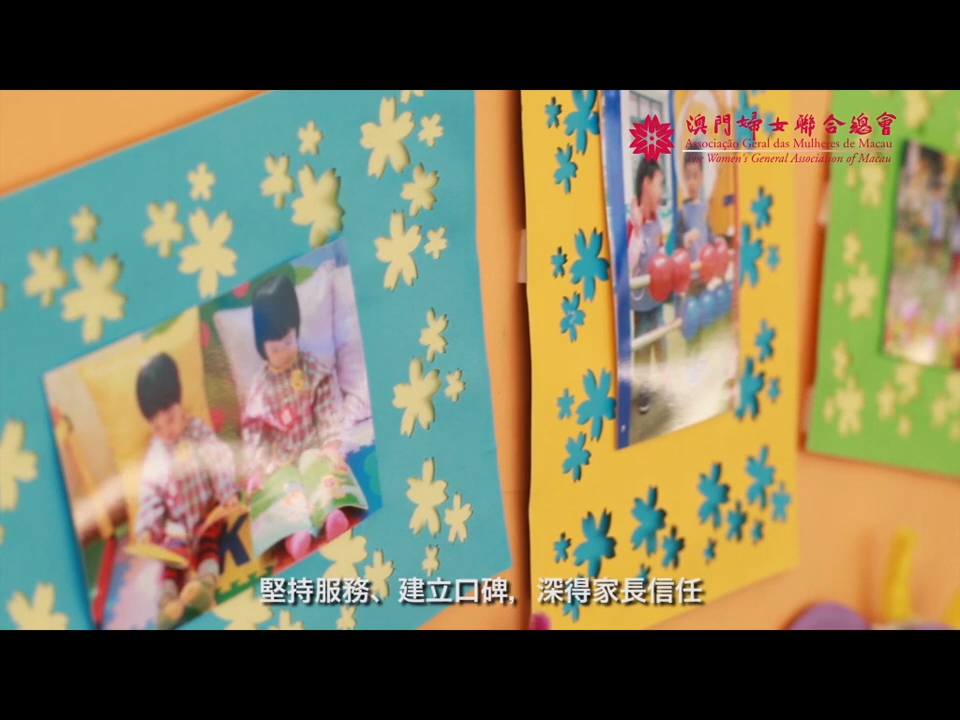 澳門婦女聯合總會
Associação Geral das Mulheres de Macau
The Women's General Association of Macau
K
堅持服務、建立口碑，深得家長信任